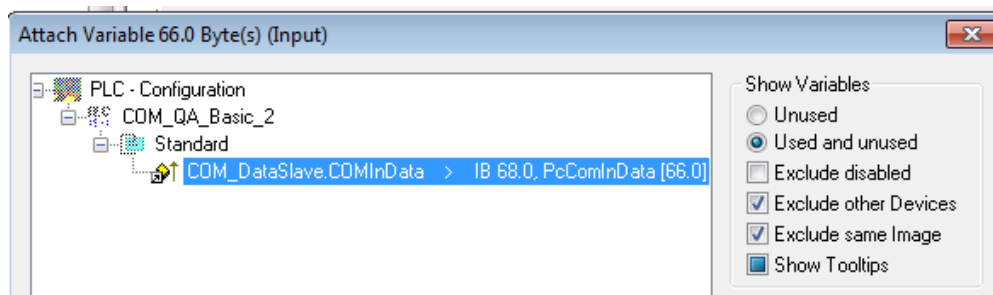 Attach Variable 66.0 Byte(s) (Input)
PLC - Configuration
COM_QA_Basic_2
Standard
COM_DataSlave.COMInData > IB 68.0, PcComInData [66.0]
Show Variables
Unused
Used and unused
Exclude disabled
Exclude other Devices
Exclude same Image
Show Tooltips